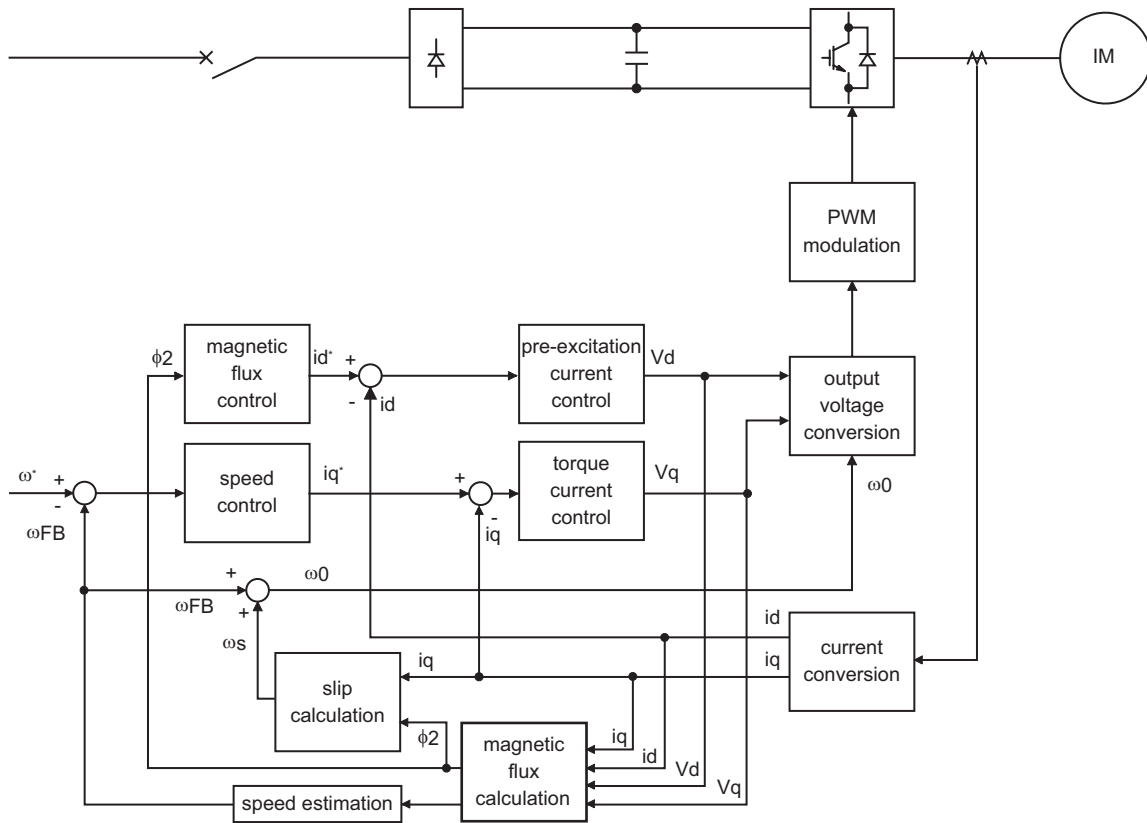 IM
PWM
modulation
ϕ2
magnetic
flux
control
id*
+
-
id
pre-excitation
current
control
Vd
output
voltage
conversion
ω*
+
-
ωFB
speed
control
iq*
+
-
iq
torque
current
control
Vq
ω0
ωFB
+
+
ω0
ωs
slip
calculation
iq
ϕ2
id
iq
current
conversion
magnetic
flux
calculation
iq
id
Vd
Vq
speed estimation